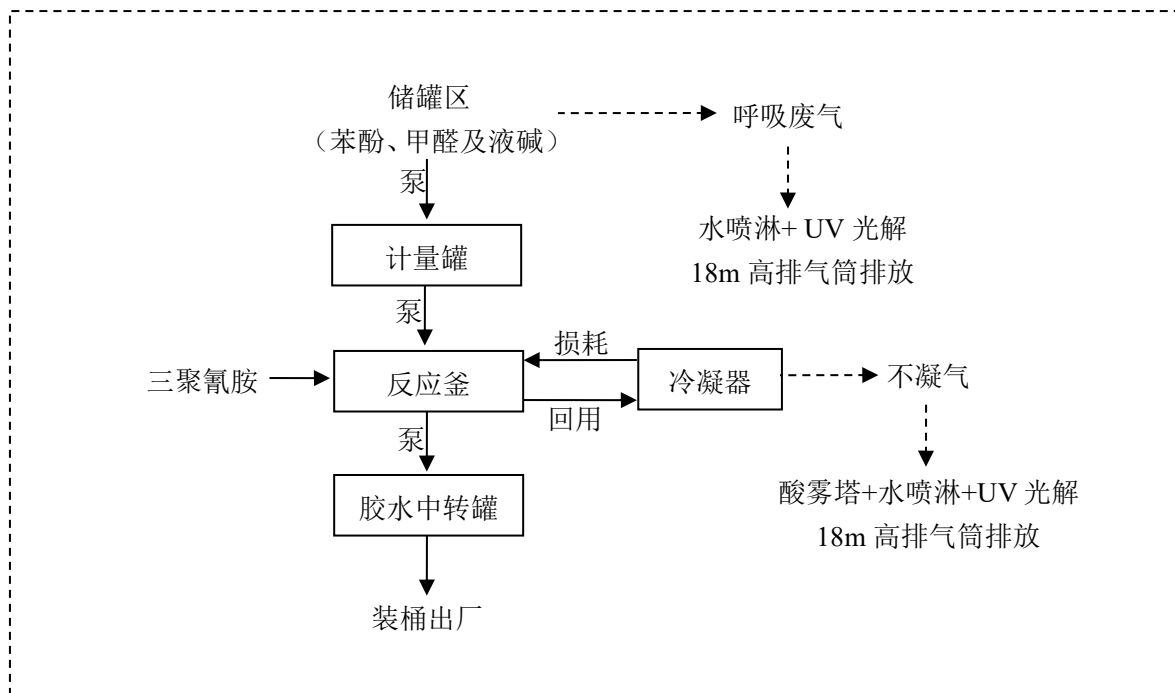 储罐区
呼吸废气
（苯酚、甲醛及液碱）
泵
水喷淋+ UV 光解
18m 高排气筒排放
计量罐
泵
损耗
三聚氰胺
反应釜
冷凝器
不凝气
回用
泵
酸雾塔+水喷淋+UV 光解
18m 高排气筒排放
胶水中转罐
装桶出厂